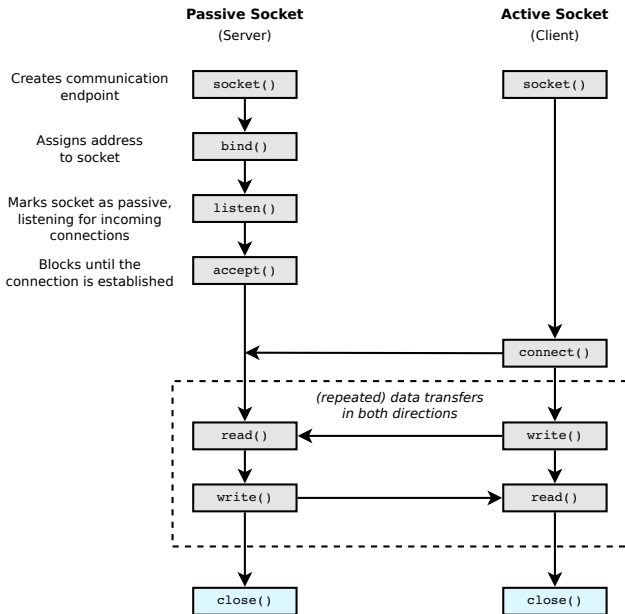 Passive Socket
(Server)
Active Socket
(Client)
Creates communication
endpoint
socket()
socket()
Assigns address
to socket
bind()
Marks socket as passive,
listening for incoming
connections
listen()
Blocks until the
connection is established
accept()
connect()
(repeated) data transfers
in both directions
read()
write()
write()
read()
close()
close()